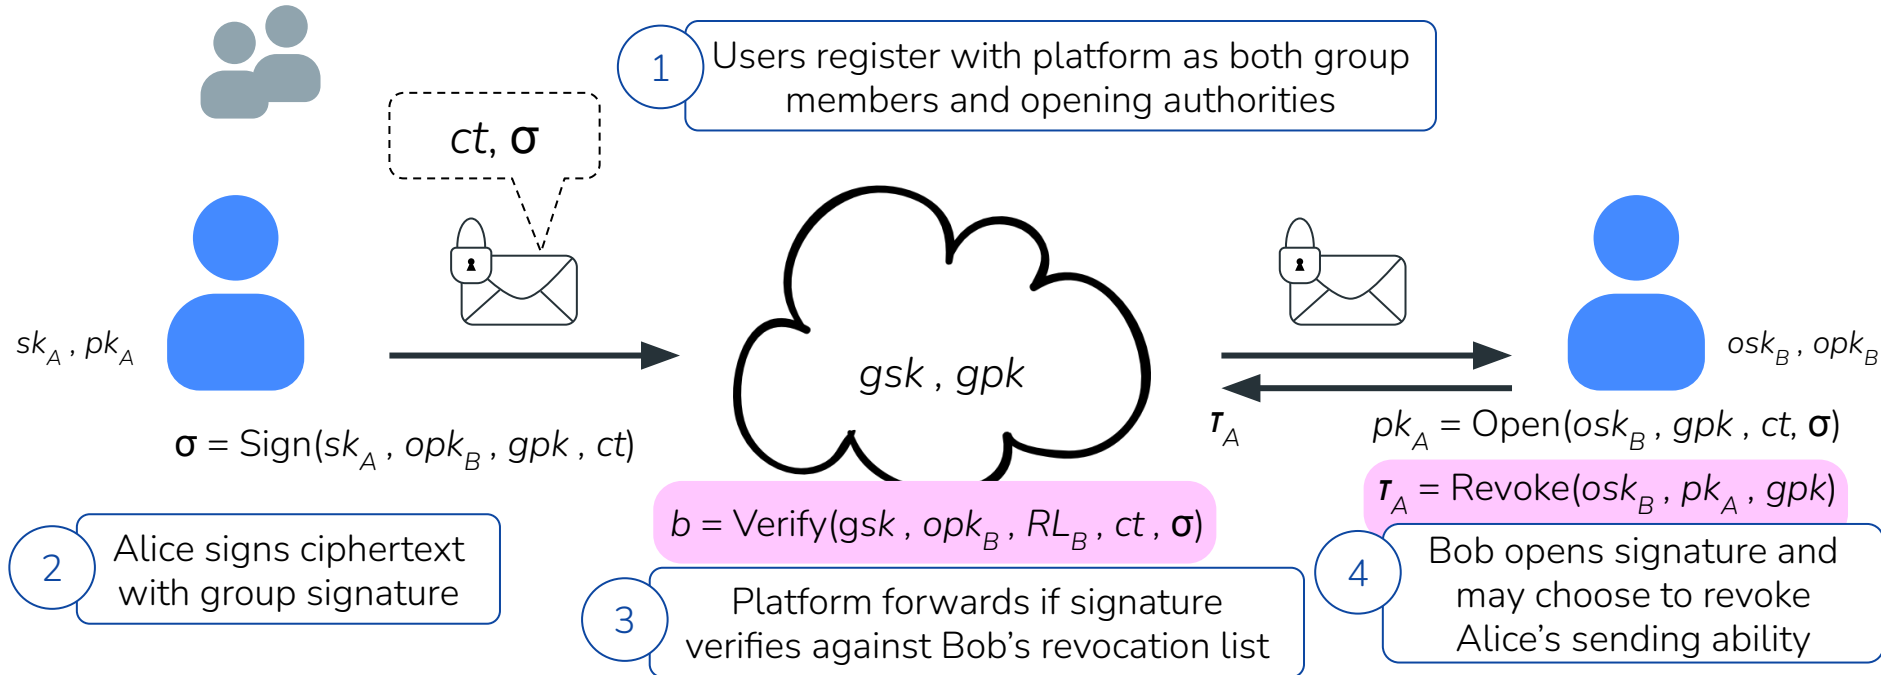 1
Users register with platform as both group
members and opening authorities
ct, σ
sk_A , pk_A
gsk , gpk
osk_B , opk_B
τ_A
σ = Sign(sk_A , opk_B , gpk , ct)
pk_A = Open(osk_B , gpk , ct, σ)
τ_A = Revoke(osk_B , pk_A , gpk)
b = Verify(gsk , opk_B , RL_B , ct , σ)
2
Alice signs ciphertext
with group signature
3
Platform forwards if signature
verifies against Bob's revocation list
4
Bob opens signature and
may choose to revoke
Alice's sending ability